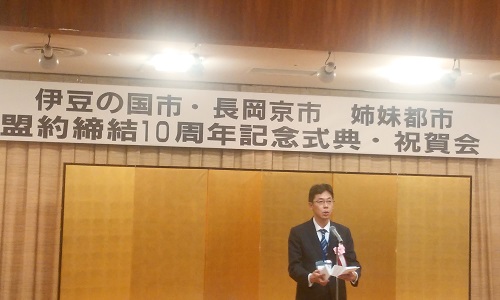 伊豆の国市・長岡京市　姉妹都市
盟約締結10周年記念式典・祝賀会